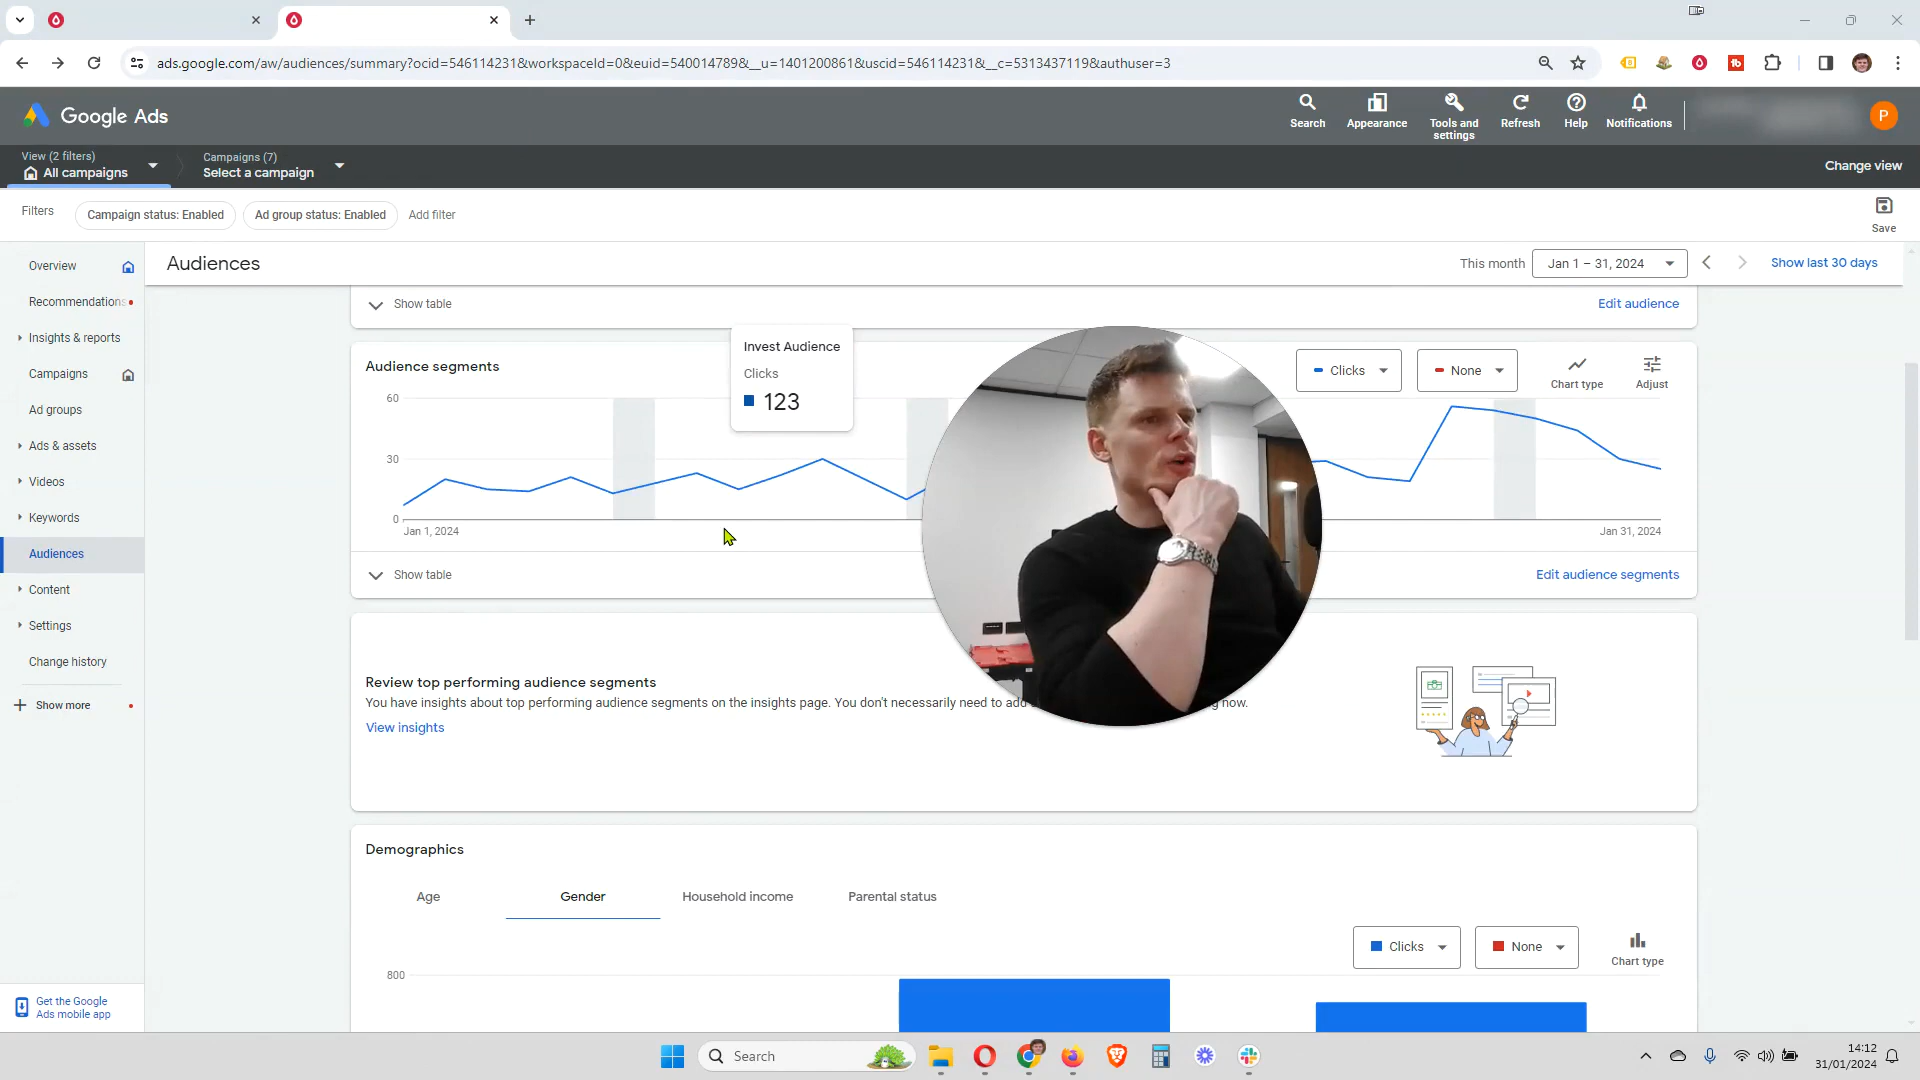 ads.google.com/aw/audiences/summary?ocid=546114231&workspaceId=0&euid=540014789&__u=1401200861&uscid=546114231&__c=5313437119&authuser=3
Google Ads
Search
Appearance
Tools and
settings
Refresh
Help
Notifications
P
View (2 filters)
All campaigns
Campaigns (7)
Select a campaign
Change view
Filters
Campaign status: Enabled
Ad group status: Enabled
Add filter
Save
Overview
Recommendations
Insights & reports
Campaigns
Ad groups
Ads & assets
Videos
Keywords
Audiences
Content
Settings
Change history
Show more
Get the Google
Ads mobile app
Audiences
This month
Jan 1 – 31, 2024
Show last 30 days
Show table
Edit audience
Audience segments
Invest Audience
Clicks
123
Clicks
None
Chart type
Adjust
60
30
0
Jan 1, 2024
Jan 31, 2024
Show table
Edit audience segments
Review top performing audience segments
You have insights about top performing audience segments on the insights page. You don't necessarily need to add now.
View insights
Demographics
Age
Gender
Household income
Parental status
Clicks
None
Chart type
800
Search
14:12
31/01/2024